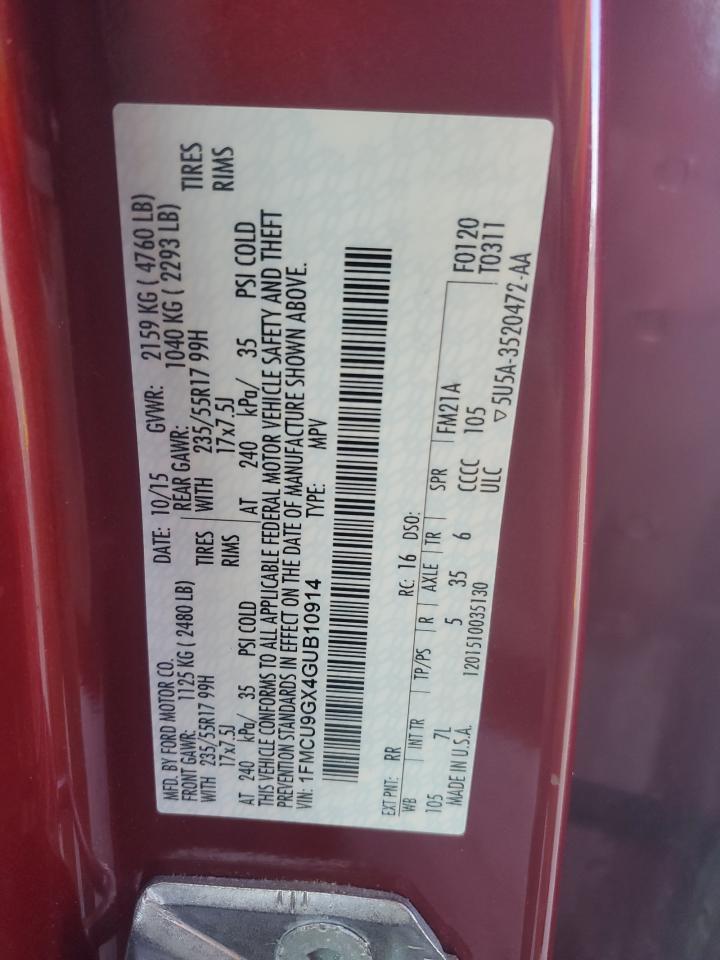 MFD. BY FORD MOTOR CO. DATE: 10/15 GVWR: 2159 KG ( 4760 LB)
FRONT GAWR: 1125 KG ( 2480 LB) REAR GAWR: 1040 KG ( 2293 LB)
WITH 235/55R17 99H TIRES WITH 235/55R17 99H TIRES
17x7.5J RIMS 17x7.5J RIMS
AT 240 kPa/ 35 PSI COLD AT 240 kPa/ 35 PSI COLD
THIS VEHICLE CONFORMS TO ALL APPLICABLE FEDERAL MOTOR VEHICLE SAFETY AND THEFT
PREVENTION STANDARDS IN EFFECT ON THE DATE OF MANUFACTURE SHOWN ABOVE.
VIN: 1FMCU9GX4GUB10914 TYPE: MPV
EXT PNT: RR RC: 16 DSO: F0120
WB INT TR TP/PS R AXLE TR SPR FM21A T0311
105 7L 5 35 6 CCCC 105
MADE IN U.S.A. 1201510035130 ULC ▽5U5A-3520472-AA